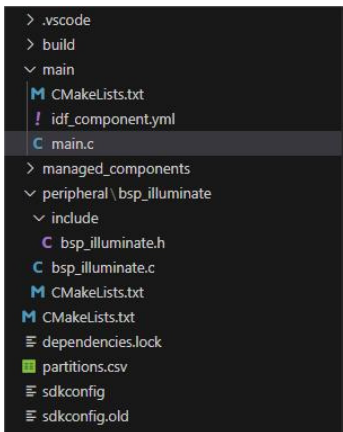 .vscode
build
main
M CMakeLists.txt
! idf_component.yml
C main.c
managed_components
peripheral\bsp_illuminate
include
C bsp_illuminate.h
C bsp_illuminate.c
M CMakeLists.txt
M CMakeLists.txt
dependencies.lock
partitions.csv
sdkconfig
sdkconfig.old